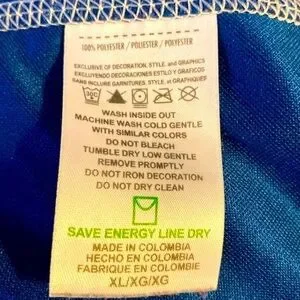 100% POLYESTER / POLIESTER / POLYESTER
EXCLUSIVE OF DECORATION, STYLE, and GRAPHICS
EXCLUYENDO DECORACIONES ESTILO Y GRAFICOS
SANS INCLURE GARNITURES, STYLE, et GRAPHIQUES
30C
WASH INSIDE OUT
MACHINE WASH COLD GENTLE
WITH SIMILAR COLORS
DO NOT BLEACH
TUMBLE DRY LOW GENTLE
REMOVE PROMPTLY
DO NOT IRON DECORATION
DO NOT DRY CLEAN
SAVE ENERGY LINE DRY
MADE IN COLOMBIA
HECHO EN COLOMBIA
FABRIQUE EN COLOMBIE
XL/XG/XG